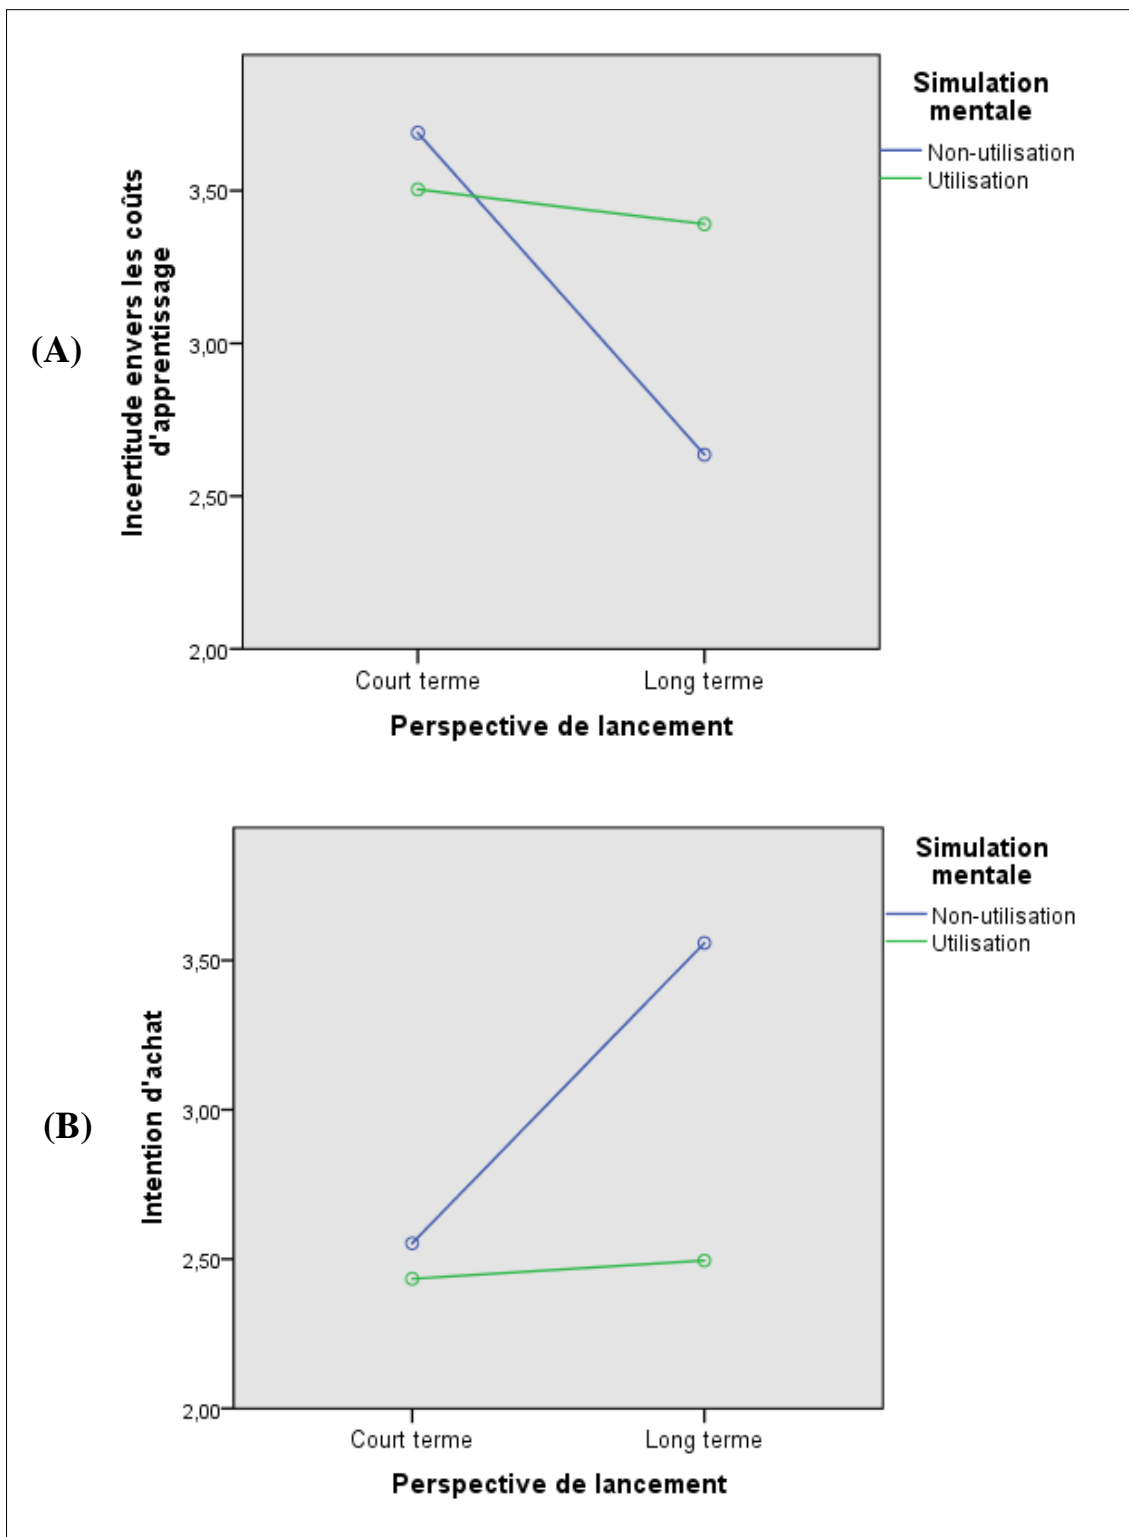 Simulation
mentale
Non-utilisation
Utilisation
Incertitude envers les coûts
d'apprentissage
(A)
3,50
3,00
2,50
2,00
Court terme
Long terme
Perspective de lancement
Simulation
mentale
Non-utilisation
Utilisation
Intention d'achat
(B)
3,50
3,00
2,50
2,00
Court terme
Long terme
Perspective de lancement